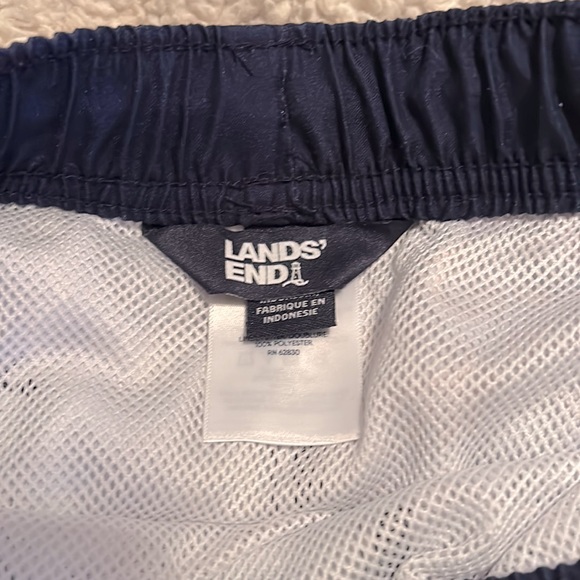 LANDS'
END
FABRIQUE EN
INDONESIE
100% POLYESTER
RN 62830